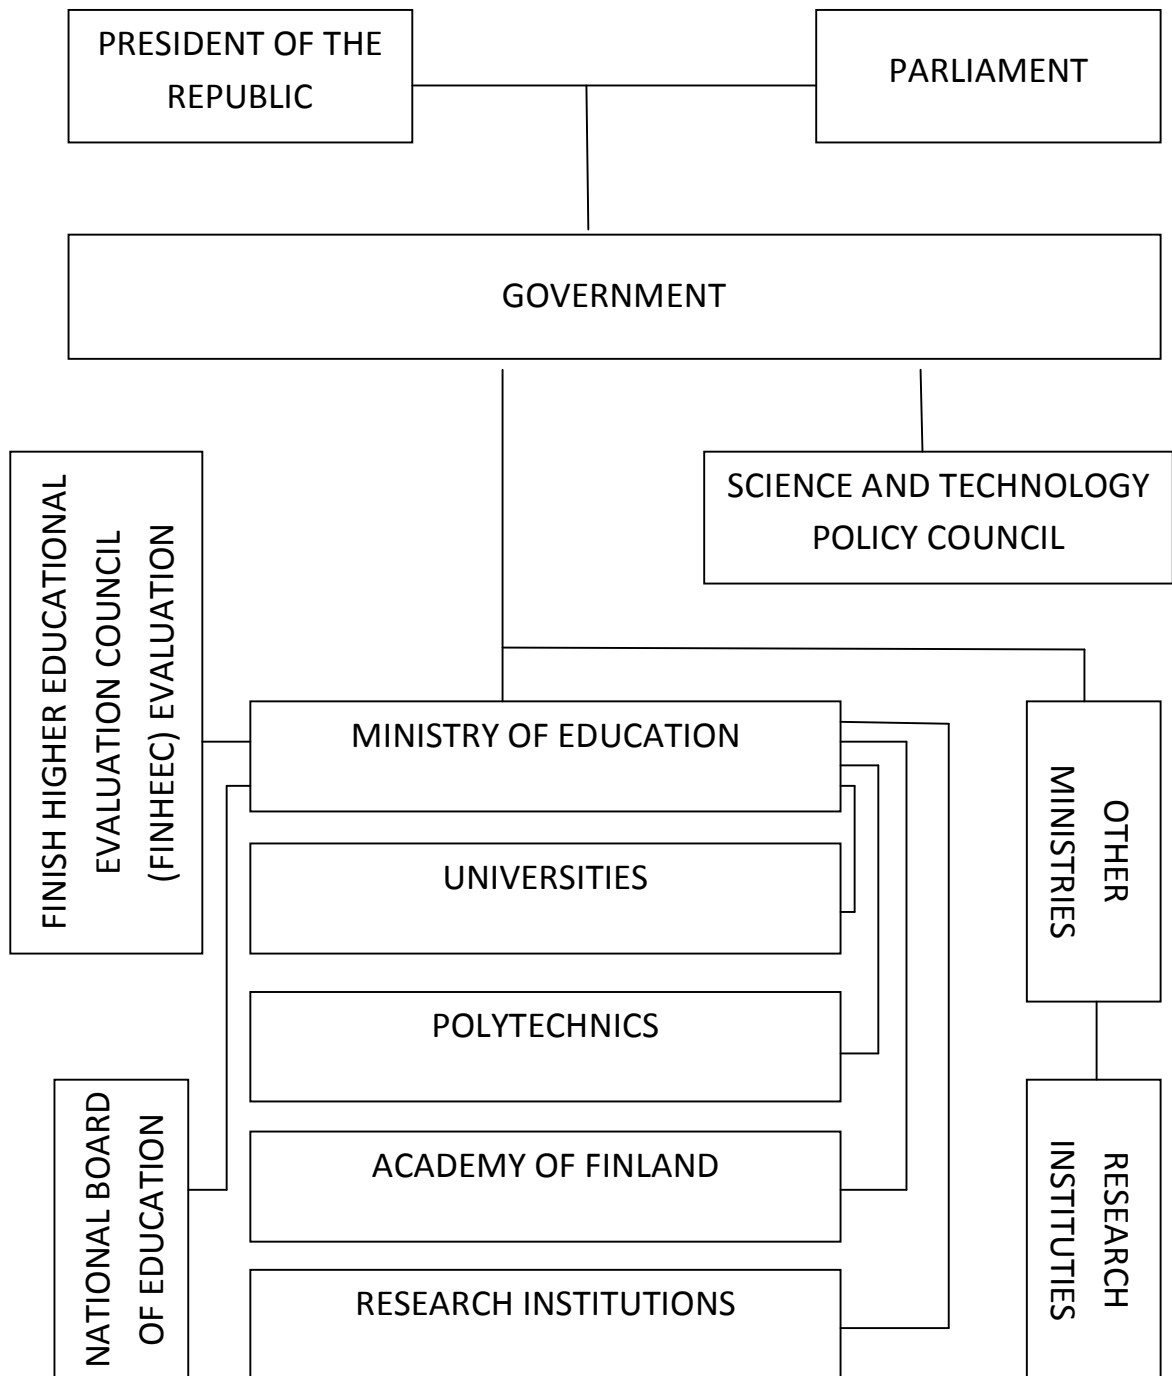 PRESIDENT OF THE
REPUBLIC
PARLIAMENT
GOVERNMENT
SCIENCE AND TECHNOLOGY
POLICY COUNCIL
FINISH HIGHER EDUCATIONAL
EVALUATION COUNCIL
(FINHEEC) EVALUATION
MINISTRY OF EDUCATION
OTHER
MINISTRIES
UNIVERSITIES
POLYTECHNICS
NATIONAL BOARD
OF EDUCATION
ACADEMY OF FINLAND
RESEARCH
INSTITUTIES
RESEARCH INSTITUTIONS